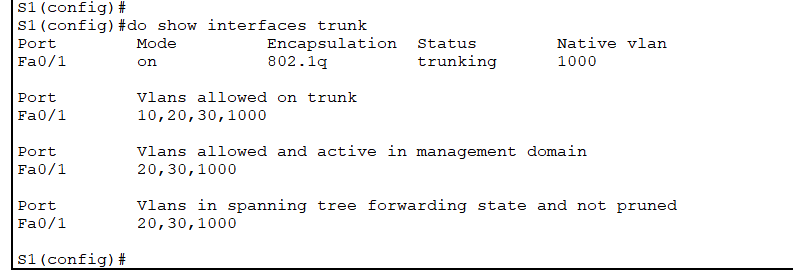 S1(config)#
S1(config)#do show interfaces trunk
Port        Mode         Encapsulation  Status        Native vlan
Fa0/1       on           802.1q         trunking      1000
Port        Vlans allowed on trunk
Fa0/1       10,20,30,1000
Port        Vlans allowed and active in management domain
Fa0/1       20,30,1000
Port        Vlans in spanning tree forwarding state and not pruned
Fa0/1       20,30,1000
S1(config)#